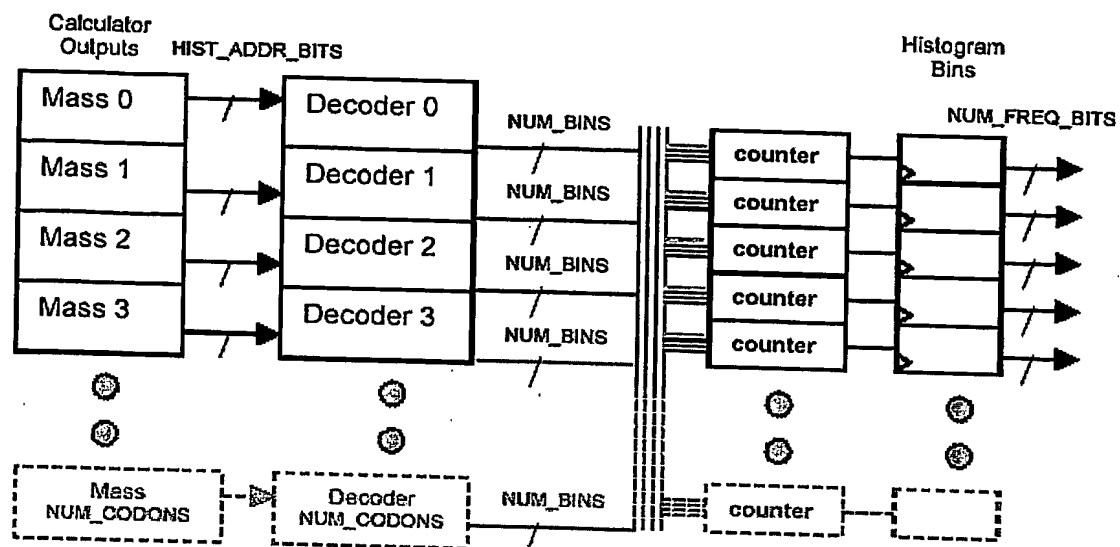 Calculator
Outputs
HIST_ADDR_BITS
Histogram
Bins
NUM_FREQ_BITS
Mass 0
Mass 1
Mass 2
Mass 3
Decoder 0
Decoder 1
Decoder 2
Decoder 3
NUM_BINS
NUM_BINS
NUM_BINS
NUM_BINS
counter
counter
counter
counter
counter
Mass
NUM_CODONS
Decoder
NUM_CODONS
NUM_BINS
counter